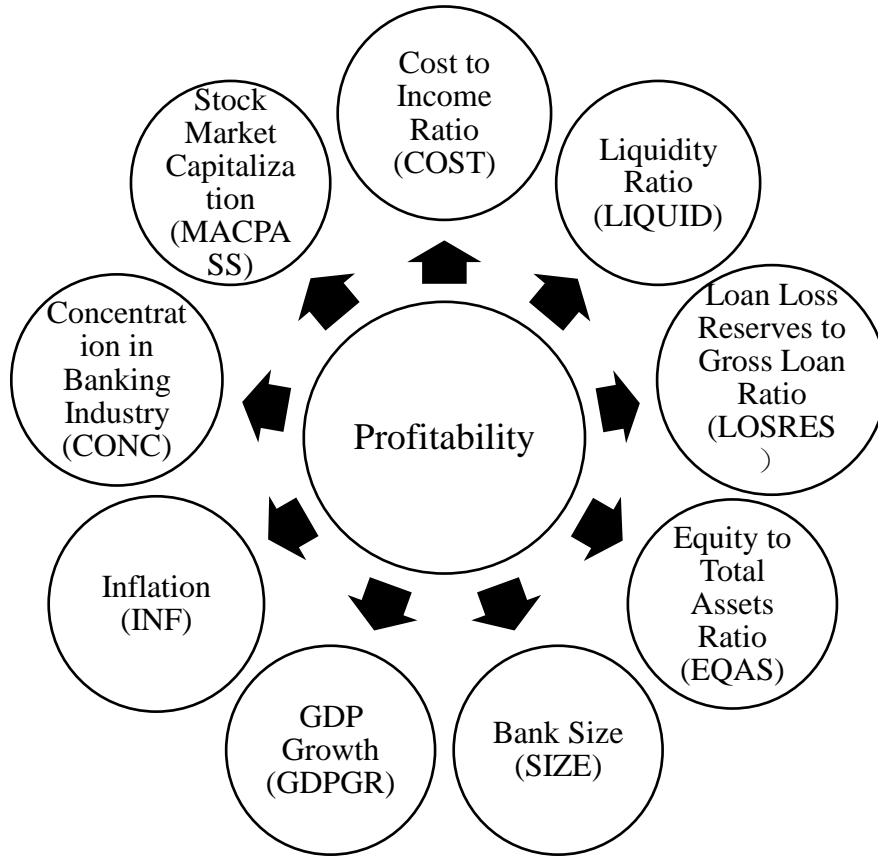 Cost to
Income
Ratio
(COST)
Liquidity
Ratio
(LIQUID)
Loan Loss
Reserves to
Gross Loan
Ratio
(LOSRES
）
Equity to
Total
Assets
Ratio
(EQAS)
Bank Size
(SIZE)
GDP
Growth
(GDPGR)
Inflation
(INF)
Concentrat
ion in
Banking
Industry
(CONC)
Stock
Market
Capitaliza
tion
(MACPA
SS)
Profitability